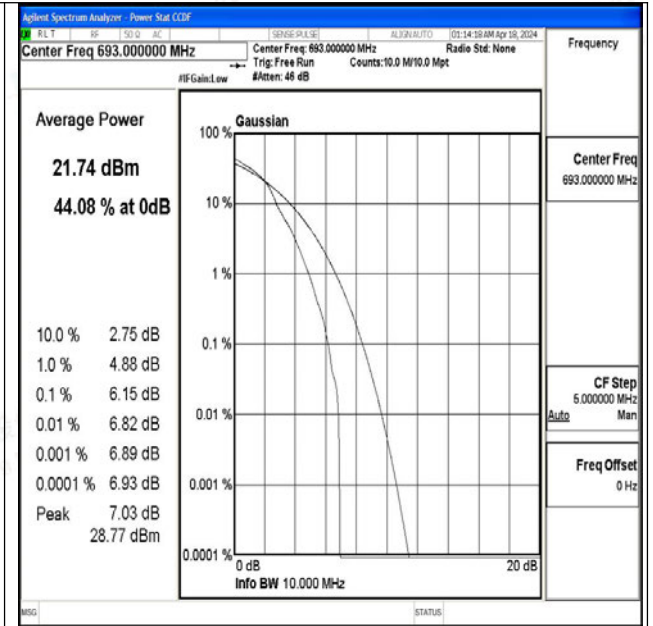 Agilent Spectrum Analyzer - Power Stat CCDF
RLT RF 50 Ω AC SENSE:PULSE ALIGNAUTO 01:14:18 AM Apr 18, 2024
Center Freq 693.000000 MHz
Center Freq: 693.000000 MHz Radio Std: None
Trig: Free Run Counts:10.0 M/10.0 Mpt
#IFGain:Low #Atten: 46 dB
Frequency
Average Power
21.74 dBm
44.08 % at 0dB
10.0 % 2.75 dB
1.0 % 4.88 dB
0.1 % 6.15 dB
0.01 % 6.82 dB
0.001 % 6.89 dB
0.0001 % 6.93 dB
Peak 7.03 dB
28.77 dBm
Gaussian
100 %
10 %
1 %
0.1 %
0.01 %
0.001 %
0.0001 %
0 dB 20 dB
Info BW 10.000 MHz
Center Freq
693.000000 MHz
CF Step
5.000000 MHz
Auto Man
Freq Offset
0 Hz
MSG STATUS